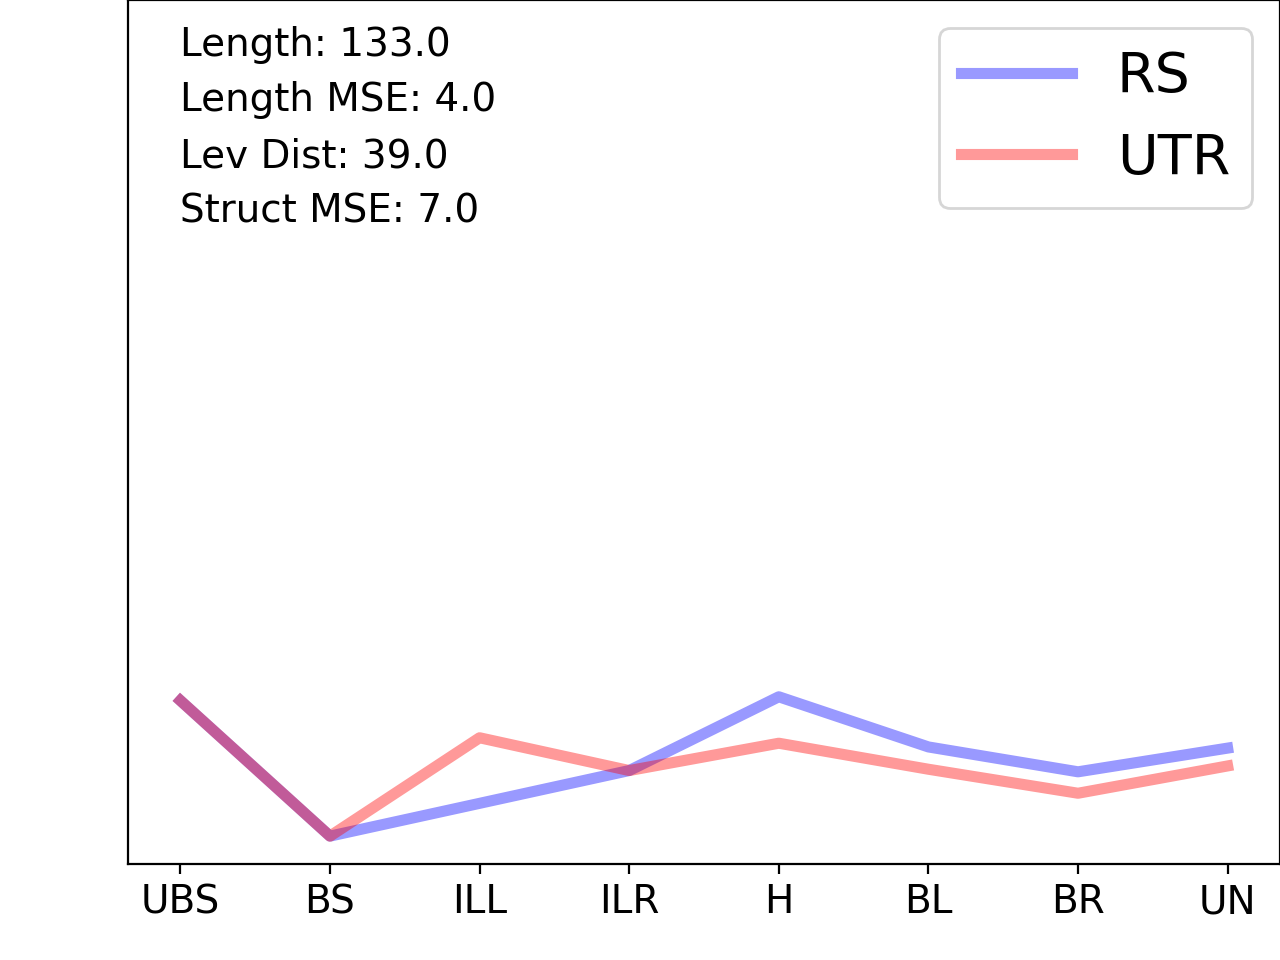 Length: 133.0
Length MSE: 4.0
Lev Dist: 39.0
Struct MSE: 7.0
RS
UTR
UBS BS ILL ILR H BL BR UN